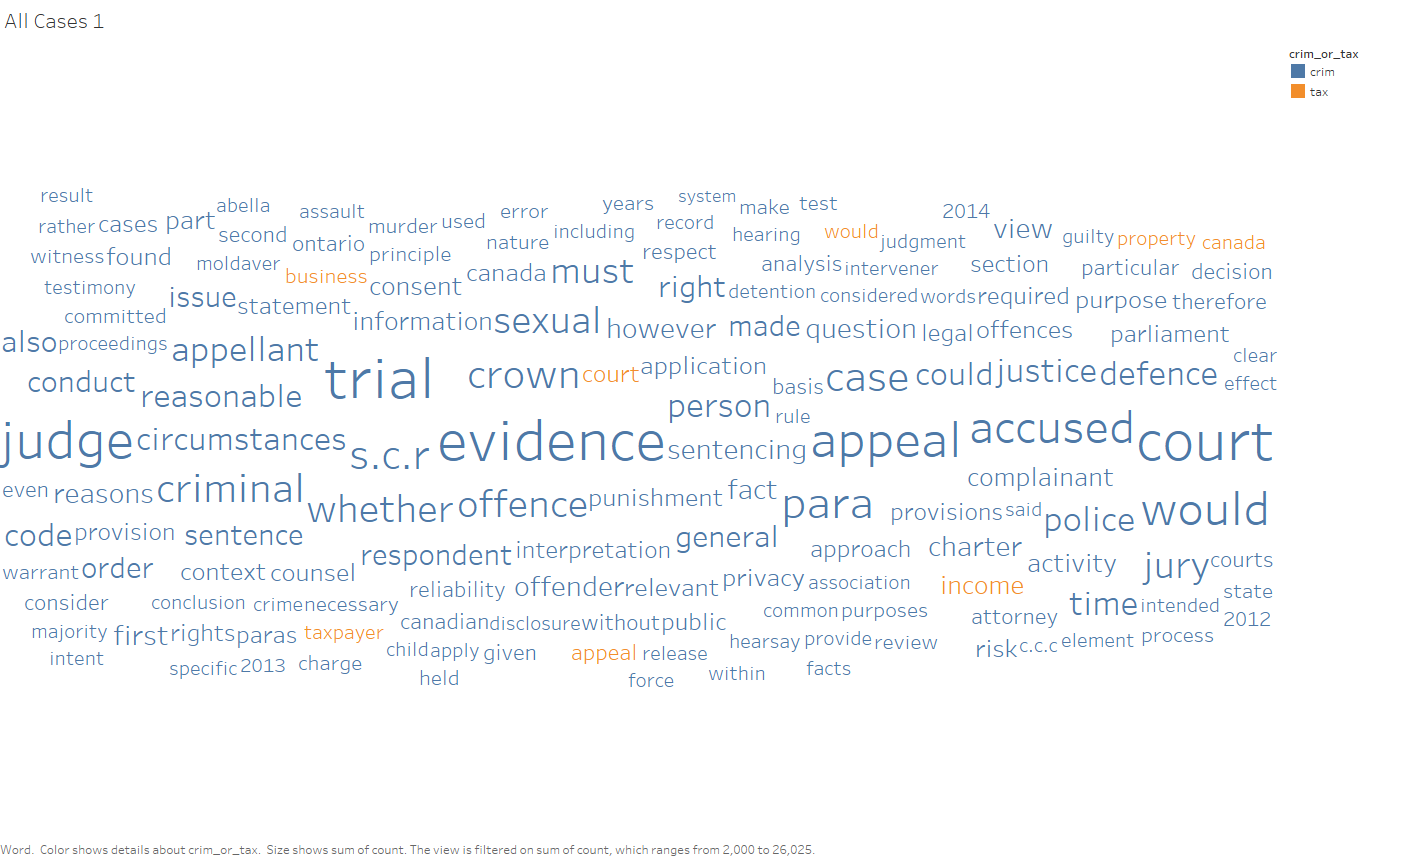 All Cases 1
crim_or_tax
crim
tax
result
rather cases part abella assault murder used error including years record system make test 2014 view guilty property canada
second ontario principle nature respect hearing would judgment
witness found moldaver business consent canada must analysis intervener section particular decision
testimony issue statement right detention considered words required purpose therefore
committed information sexual however made question legal offences parliament
also proceedings appellant clear
conduct reasonable trial crown court application basis case could justice defence effect
person rule
judge circumstances s.c.r evidence sentencing appeal accused court
even reasons criminal whether offence punishment fact para complainant provisions said police would
code provision sentence respondent interpretation general approach charter
warrant order context counsel reliability offender relevant privacy association income activity jury courts
consider conclusion crime necessary common purposes attorney time intended state
majority first rights paras taxpayer canadian disclosure without public hearsay provide review 2012
intent specific 2013 charge child apply given appeal release risk c.c.c element process
held force within facts
Word. Color shows details about crim_or_tax. Size shows sum of count. The view is filtered on sum of count, which ranges from 2,000 to 26,025.